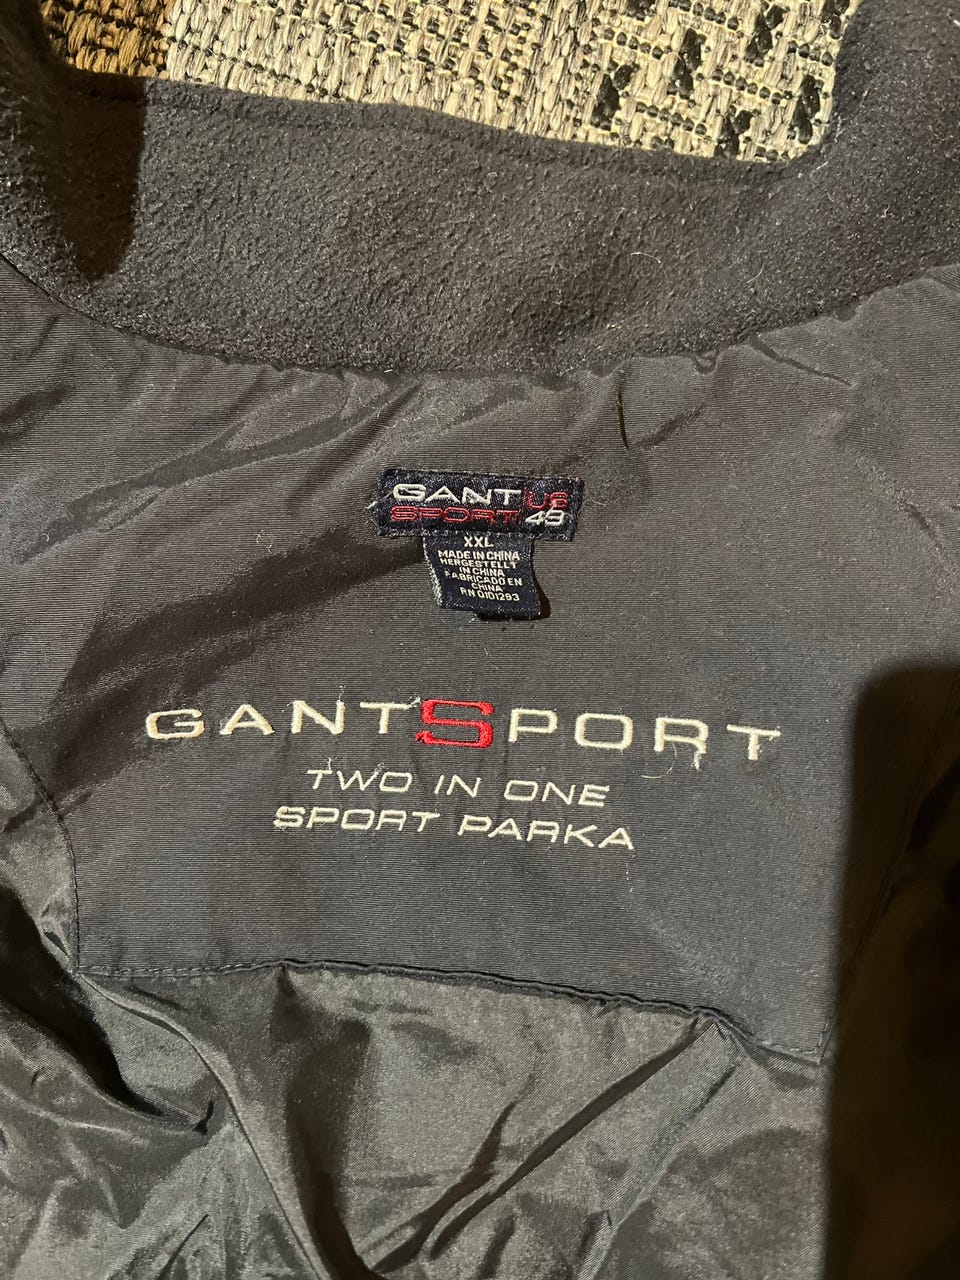 GANT US
SPORT 49
XXL
MADE IN CHINA
HERGESTELLT
IN CHINA
FABRICADO EN
CHINA
RN 0101293
GANTSPORT
TWO IN ONE
SPORT PARKA